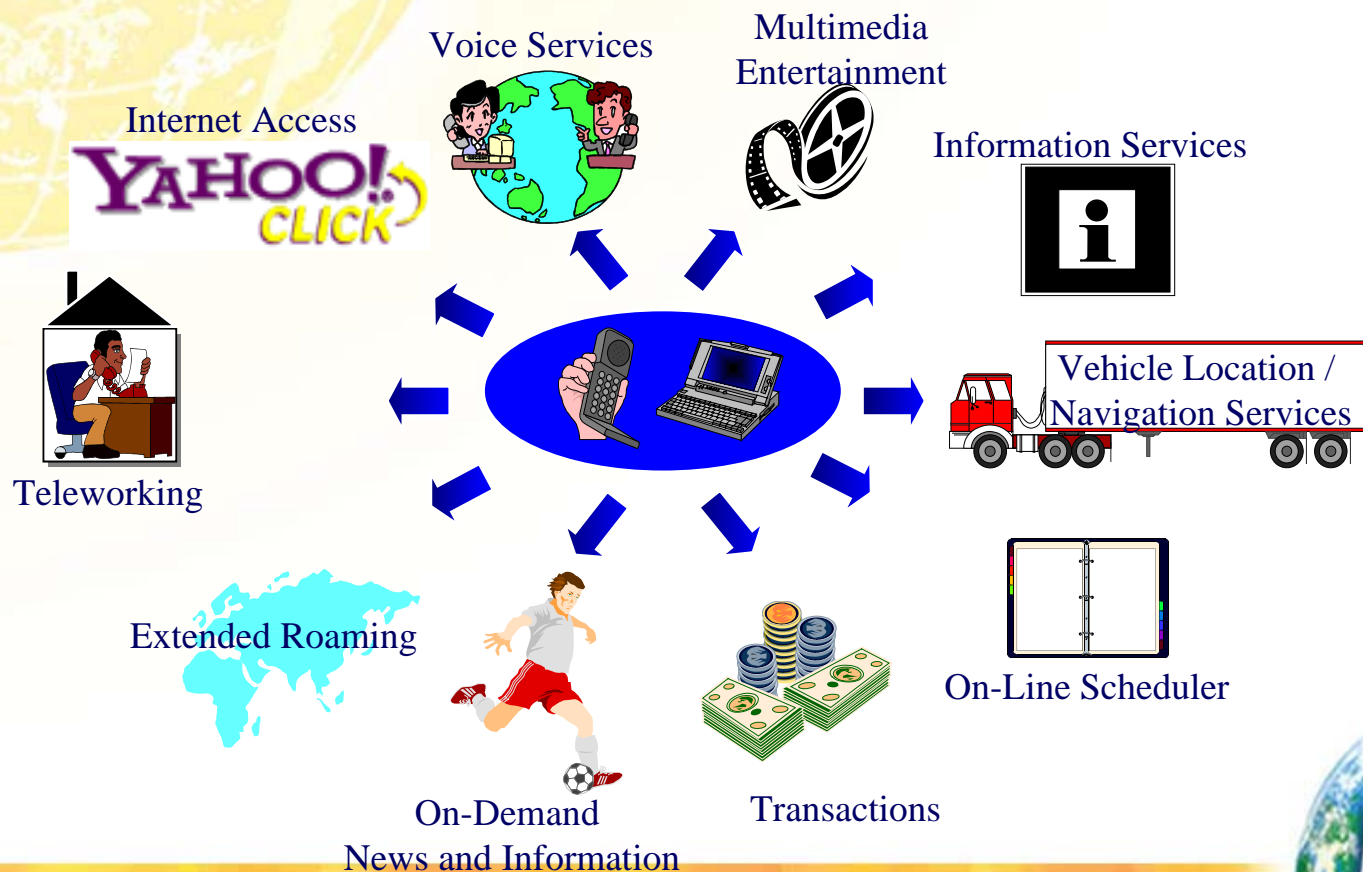 Voice Services
Multimedia
Entertainment
Internet Access
YAHOO!
CLICK
Information Services
i
Vehicle Location /
Navigation Services
Teleworking
Extended Roaming
On-Line Scheduler
On-Demand
News and Information
Transactions